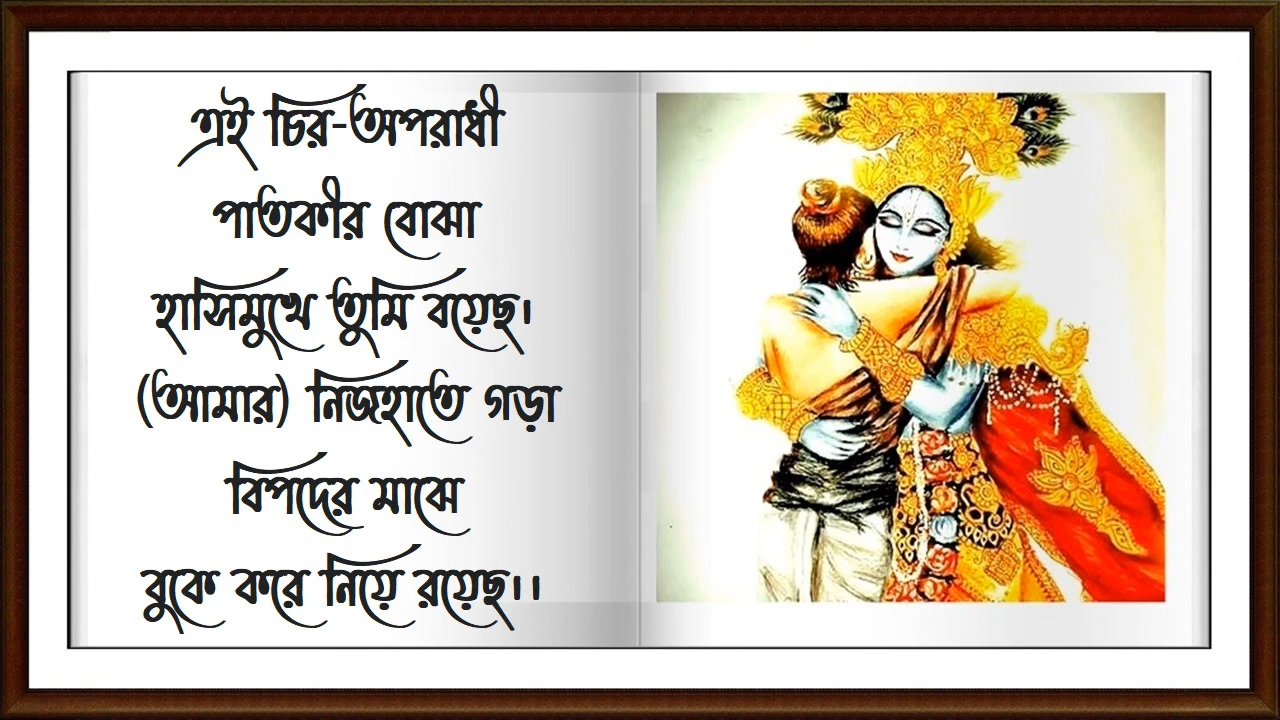 এই চির-অপরাধী
পাতকীর বোঝা
হাসিমুখে তুমি বয়েছ।
(আমার) নিজহাতে গড়া
বিপদের মাঝে
বুকে করে নিয়ে রয়েছ।।